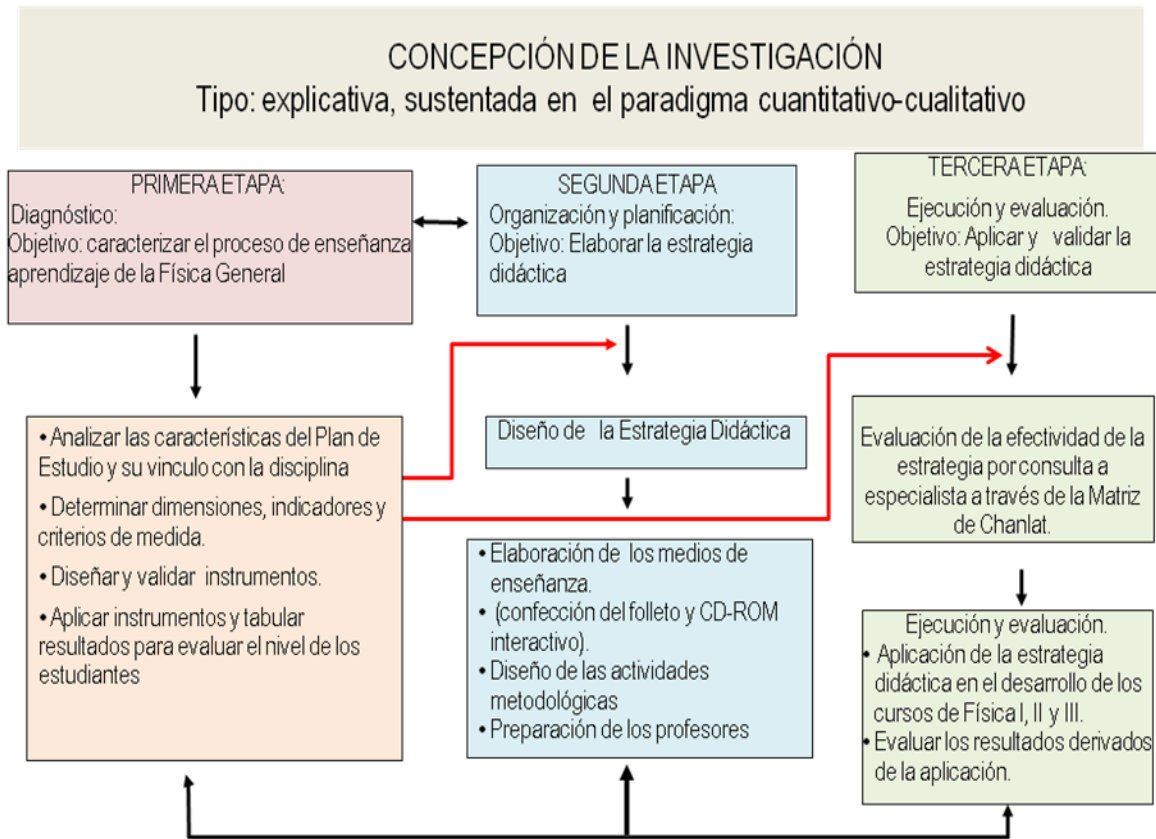 CONCEPCIÓN DE LA INVESTIGACIÓN
Tipo: explicativa, sustentada en el paradigma cuantitativo-cualitativo
PRIMERA ETAPA:
Diagnóstico:
Objetivo: caracterizar el proceso de enseñanza
aprendizaje de la Física General
SEGUNDA ETAPA
Organización y planificación:
Objetivo: Elaborar la estrategia
didáctica
TERCERA ETAPA:
Ejecución y evaluación.
Objetivo: Aplicar y validar la
estrategia didáctica
• Analizar las características del Plan de
Estudio y su vinculo con la disciplina
• Determinar dimensiones, indicadores y
criterios de medida.
• Diseñar y validar instrumentos.
• Aplicar instrumentos y tabular
resultados para evaluar el nivel de los
estudiantes
Diseño de la Estrategia Didáctica
• Elaboración de los medios de
enseñanza.
• (confección del folleto y CD-ROM
interactivo).
• Diseño de las actividades
metodológicas
• Preparación de los profesores
Evaluación de la efectividad de la
estrategia por consulta a
especialista a través de la Matriz
de Chanlat.
Ejecución y evaluación.
• Aplicación de la estrategia
didáctica en el desarrollo de los
cursos de Física I, II y III.
• Evaluar los resultados derivados
de la aplicación.